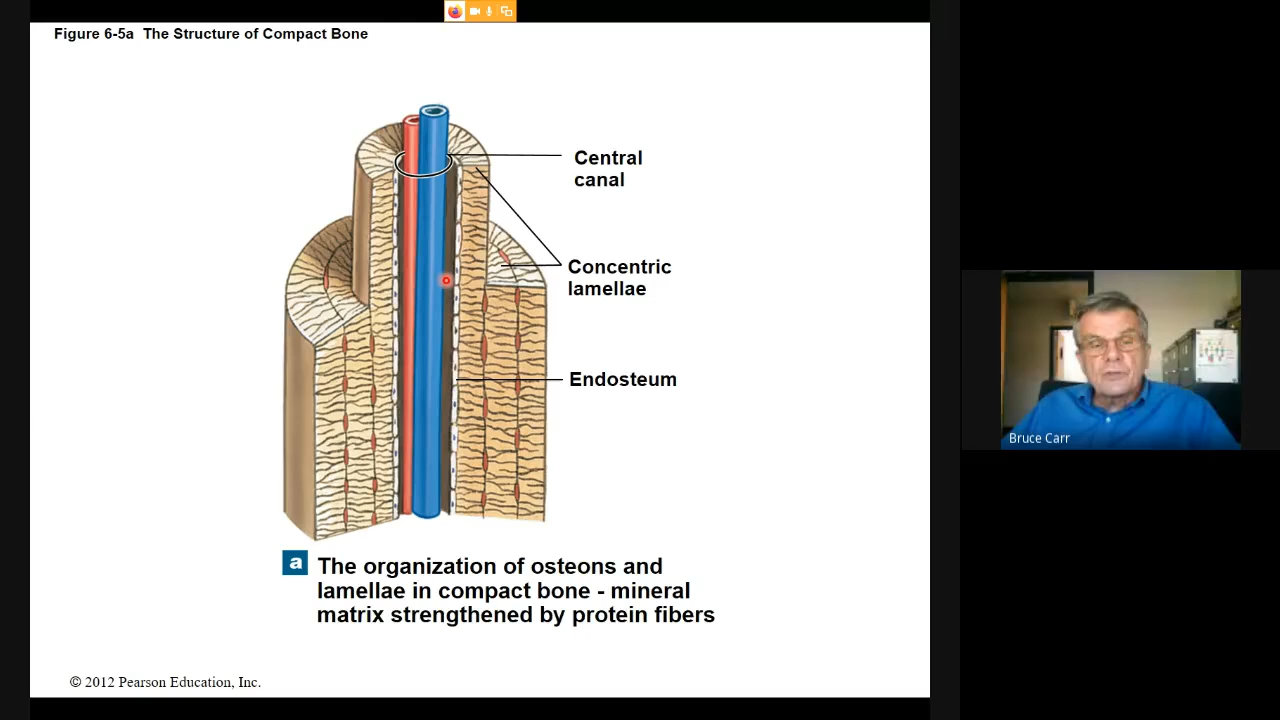 Figure 6-5a The Structure of Compact Bone
Central
canal
Concentric
lamellae
Endosteum
Bruce Carr
a The organization of osteons and
lamellae in compact bone - mineral
matrix strengthened by protein fibers
© 2012 Pearson Education, Inc.